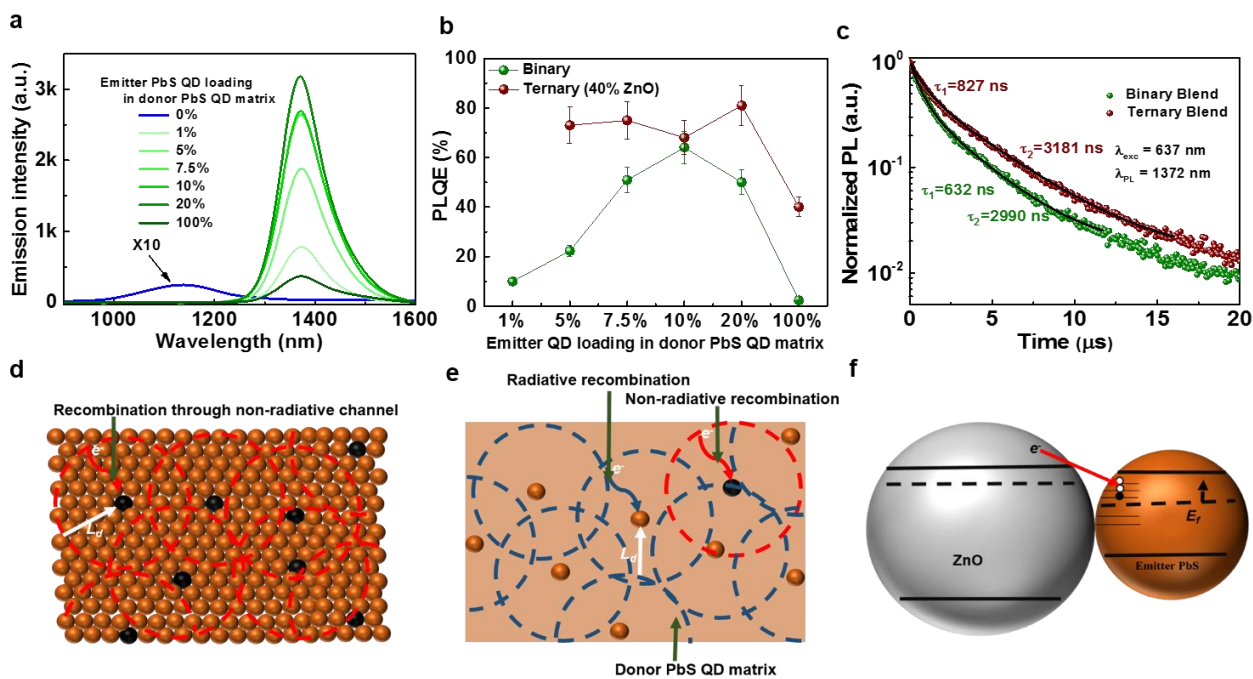 a
Emission intensity (a.u.)
3k
2k
1k
0
Emitter PbS QD loading
in donor PbS QD matrix
0%
1%
5%
7.5%
10%
20%
100%
X10
1000
1200
1400
1600
Wavelength (nm)
b
PLQE (%)
100
80
60
40
20
0
Binary
Ternary (40% ZnO)
1%
5%
7.5%
10%
20%
100%
Emitter QD loading in donor PbS QD matrix
c
Normalized PL (a.u.)
10⁰
10⁻¹
10⁻²
τ₁=827 ns
Binary Blend
Ternary Blend
τ₂=3181 ns
λexc = 637 nm
λPL = 1372 nm
τ₁=632 ns
τ₂=2990 ns
0
5
10
15
20
Time (μs)
d
Recombination through non-radiative channel
e-
Ld
e
Radiative recombination
Non-radiative recombination
e-
e-
Ld
Donor PbS QD matrix
f
e-
Ef
ZnO
Emitter PbS